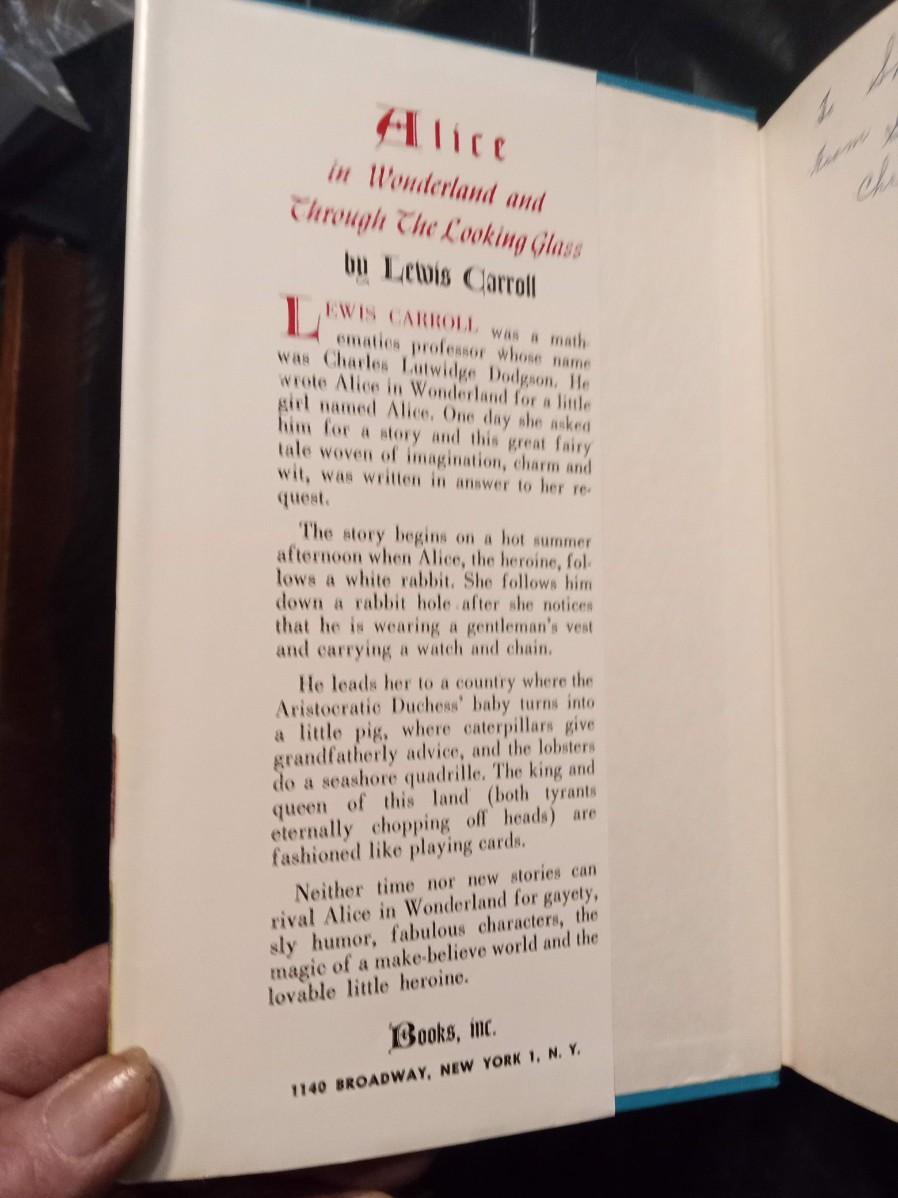 Alice
in Wonderland and
Through The Looking Glass
by Lewis Carroll
LEWIS CARROLL was a math-
ematics professor whose name
was Charles Lutwidge Dodgson. He
wrote Alice in Wonderland for a little
girl named Alice. One day she asked
him for a story and this great fairy
tale woven of imagination, charm and
wit, was written in answer to her re-
quest.
The story begins on a hot summer
afternoon when Alice, the heroine, fol-
lows a white rabbit. She follows him
down a rabbit hole after she notices
that he is wearing a gentleman's vest
and carrying a watch and chain.
He leads her to a country where the
Aristocratic Duchess' baby turns into
a little pig, where caterpillars give
grandfatherly advice, and the lobsters
do a seashore quadrille. The king and
queen of this land (both tyrants
eternally chopping off heads) are
fashioned like playing cards.
Neither time nor new stories can
rival Alice in Wonderland for gayety,
sly humor, fabulous characters, the
magic of a make-believe world and the
lovable little heroine.
Books, inc.
1140 BROADWAY, NEW YORK 1, N. Y.
To
from